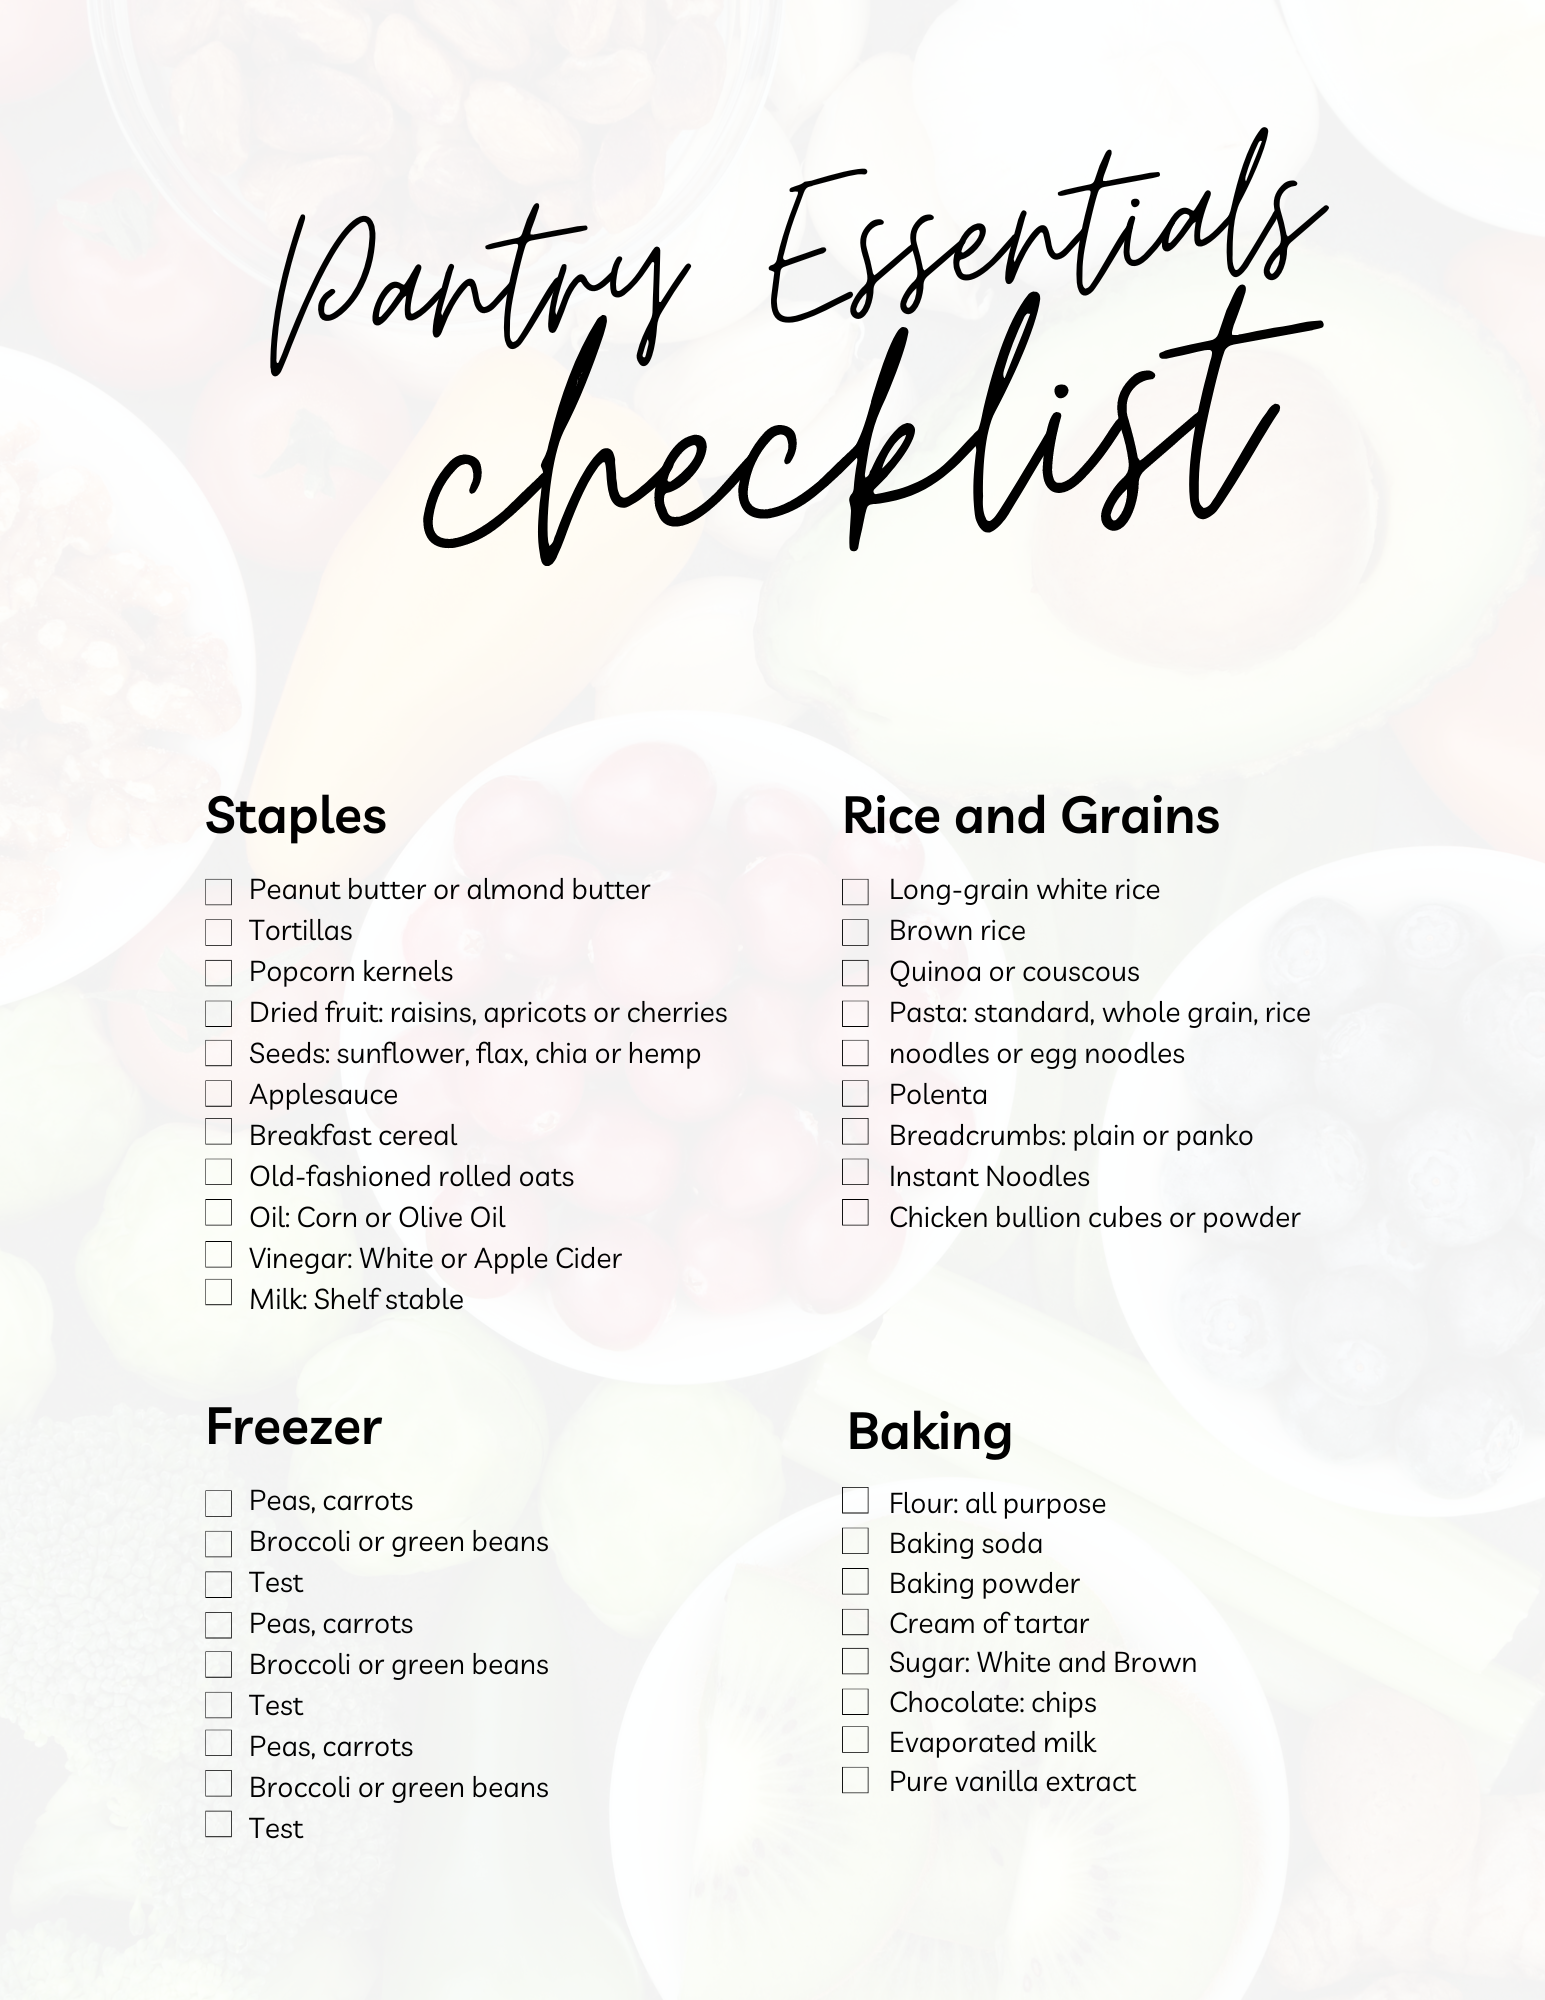 Pantry Essentials
checklist
Staples
Peanut butter or almond butter
Tortillas
Popcorn kernels
Dried fruit: raisins, apricots or cherries
Seeds: sunflower, flax, chia or hemp
Applesauce
Breakfast cereal
Old-fashioned rolled oats
Oil: Corn or Olive Oil
Vinegar: White or Apple Cider
Milk: Shelf stable
Rice and Grains
Long-grain white rice
Brown rice
Quinoa or couscous
Pasta: standard, whole grain, rice
noodles or egg noodles
Polenta
Breadcrumbs: plain or panko
Instant Noodles
Chicken bullion cubes or powder
Freezer
Peas, carrots
Broccoli or green beans
Test
Peas, carrots
Broccoli or green beans
Test
Peas, carrots
Broccoli or green beans
Test
Baking
Flour: all purpose
Baking soda
Baking powder
Cream of tartar
Sugar: White and Brown
Chocolate: chips
Evaporated milk
Pure vanilla extract